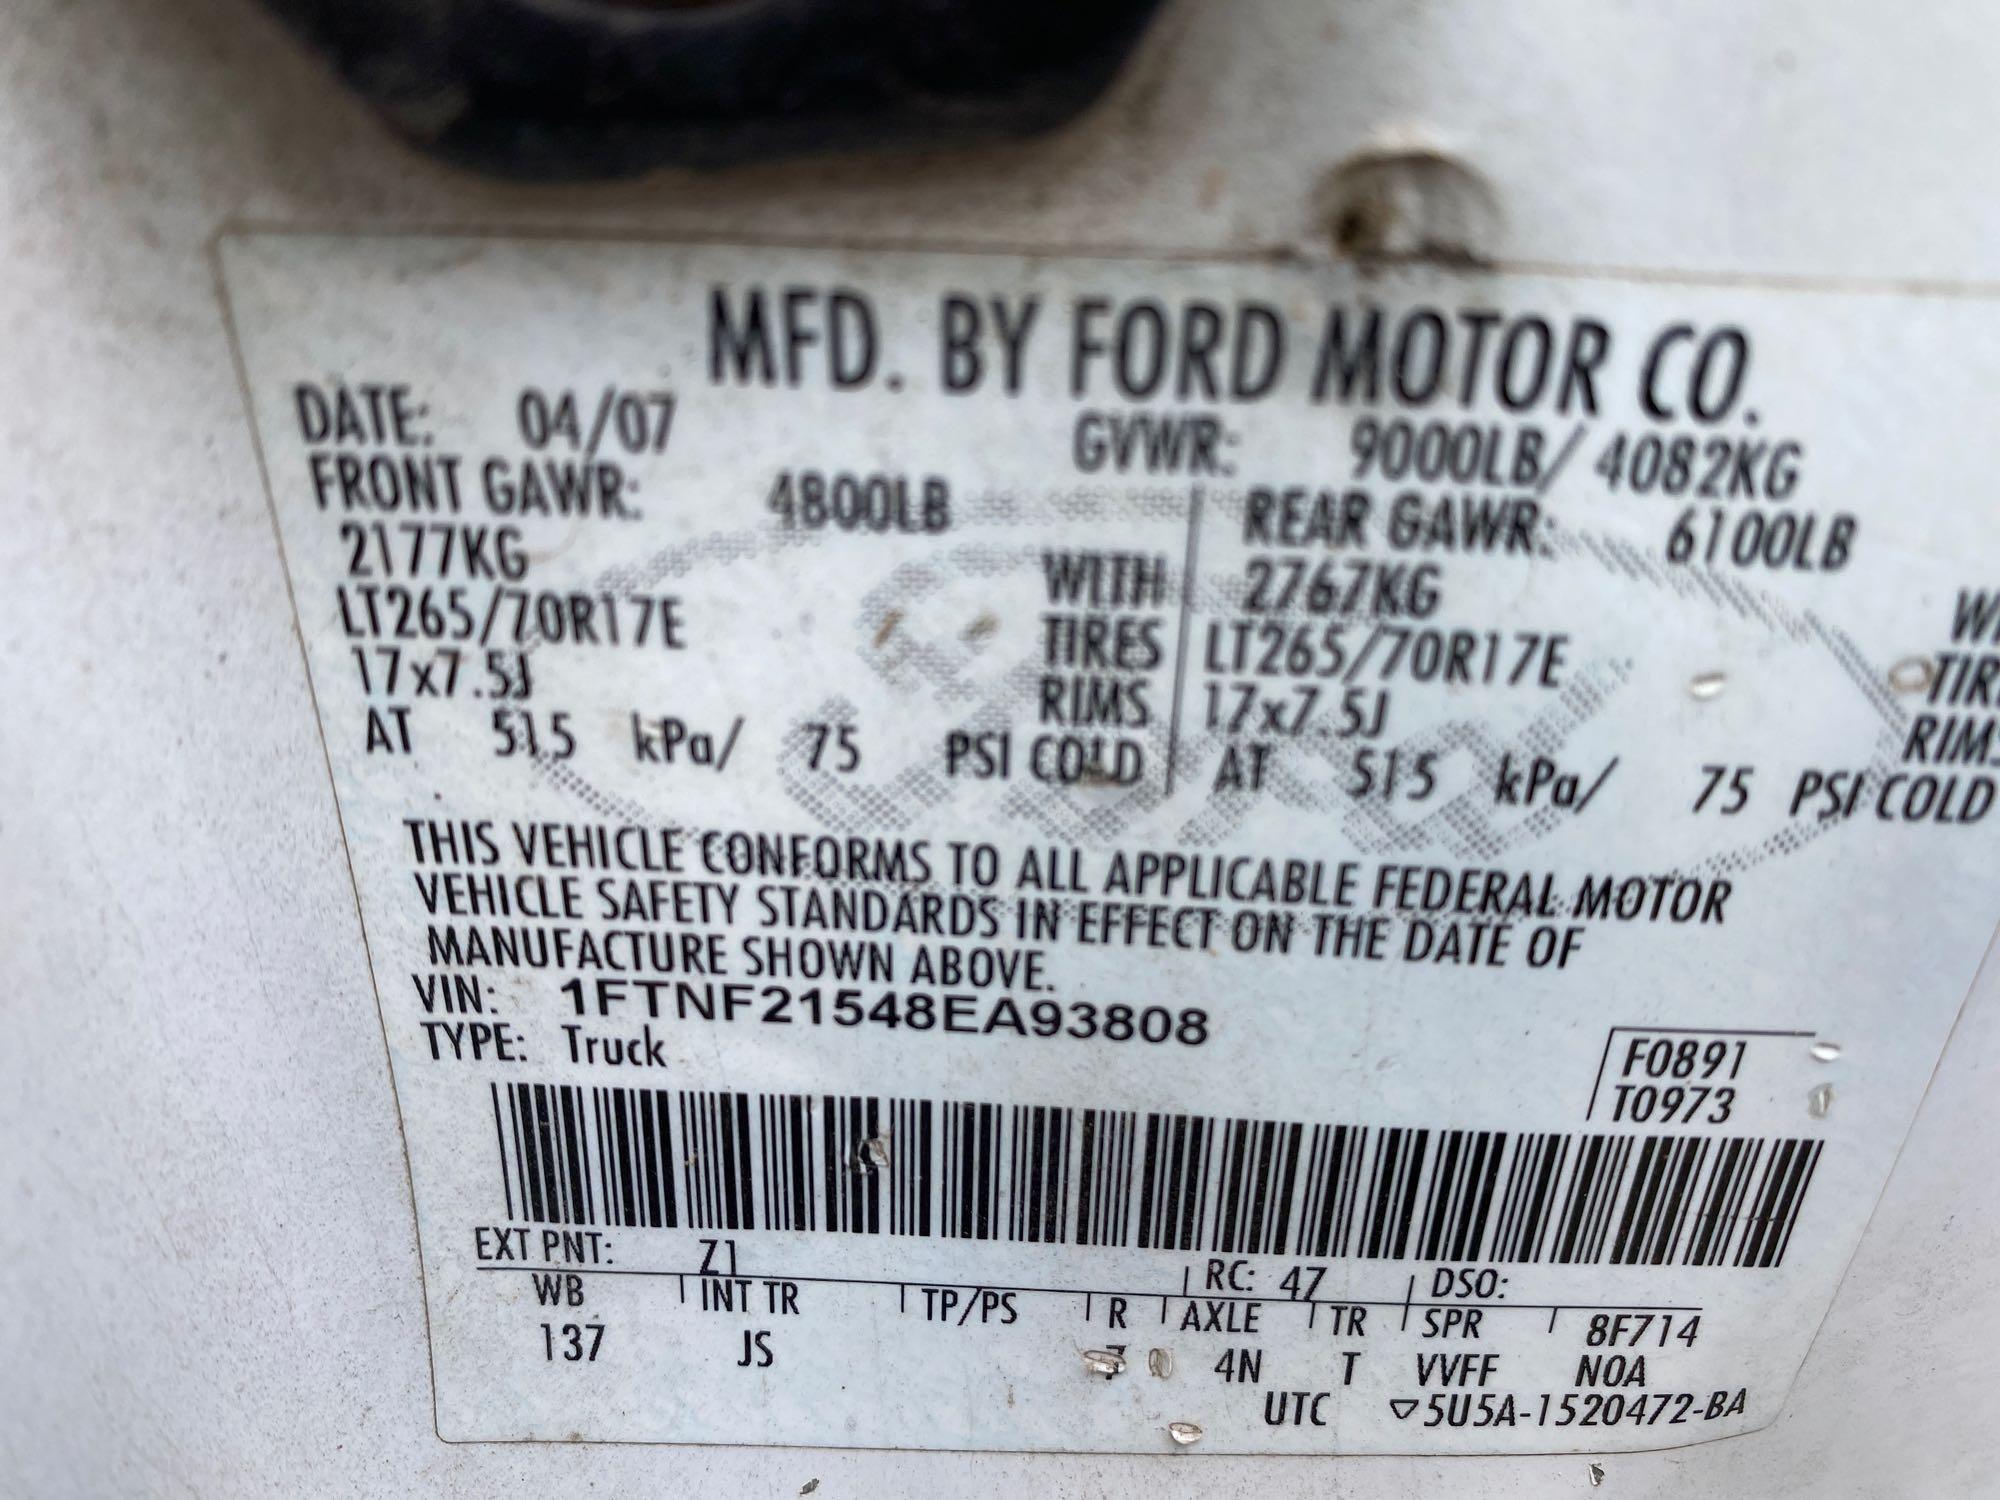 MFD. BY FORD MOTOR CO.
DATE: 04/07 GVWR: 9000LB/ 4082KG
FRONT GAWR: 4800LB REAR GAWR: 6100LB
2177KG WITH 2767KG
LT265/70R17E TIRES LT265/70R17E
17x7.5J RIMS 17x7.5J RIMS
AT 515 kPa/ 75 PSI COLD AT 515 kPa/ 75 PSI COLD
THIS VEHICLE CONFORMS TO ALL APPLICABLE FEDERAL MOTOR
VEHICLE SAFETY STANDARDS IN EFFECT ON THE DATE OF
MANUFACTURE SHOWN ABOVE.
VIN: 1FTNF21548EA93808
TYPE: Truck
F0891
T0973
EXT PNT: Z1 RC: 47 DSO:
WB INT TR TP/PS R AXLE TR SPR 8F714
137 JS 4N T VVFF NOA
UTC ▽5U5A-1520472-BA
Ford